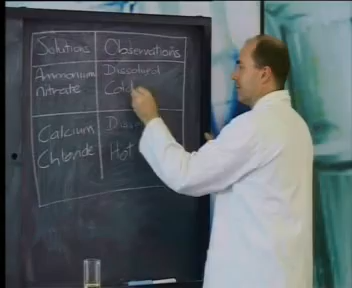 Solutions Observations
Ammonium Dissolved
Nitrate Cold
Calcium
Chloride Hot